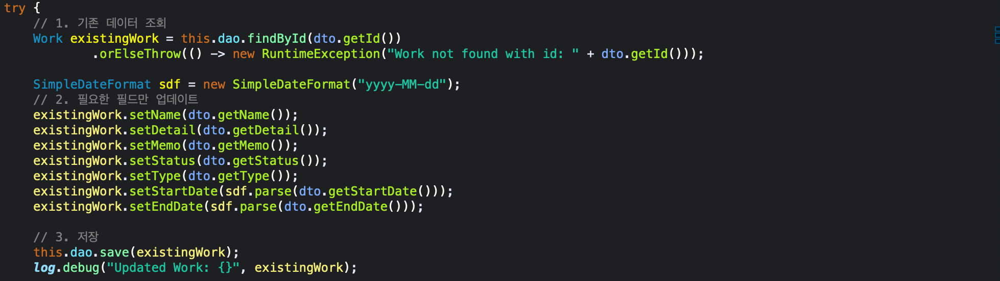 try {
// 1. 기존 데이터 조회
Work existingWork = this.dao.findById(dto.getId())
.orElseThrow(() -> new RuntimeException("Work not found with id: " + dto.getId()));
SimpleDateFormat sdf = new SimpleDateFormat("yyyy-MM-dd");
// 2. 필요한 필드만 업데이트
existingWork.setName(dto.getName());
existingWork.setDetail(dto.getDetail());
existingWork.setMemo(dto.getMemo());
existingWork.setStatus(dto.getStatus());
existingWork.setType(dto.getType());
existingWork.setStartDate(sdf.parse(dto.getStartDate()));
existingWork.setEndDate(sdf.parse(dto.getEndDate()));
// 3. 저장
this.dao.save(existingWork);
log.debug("Updated Work: {}", existingWork);